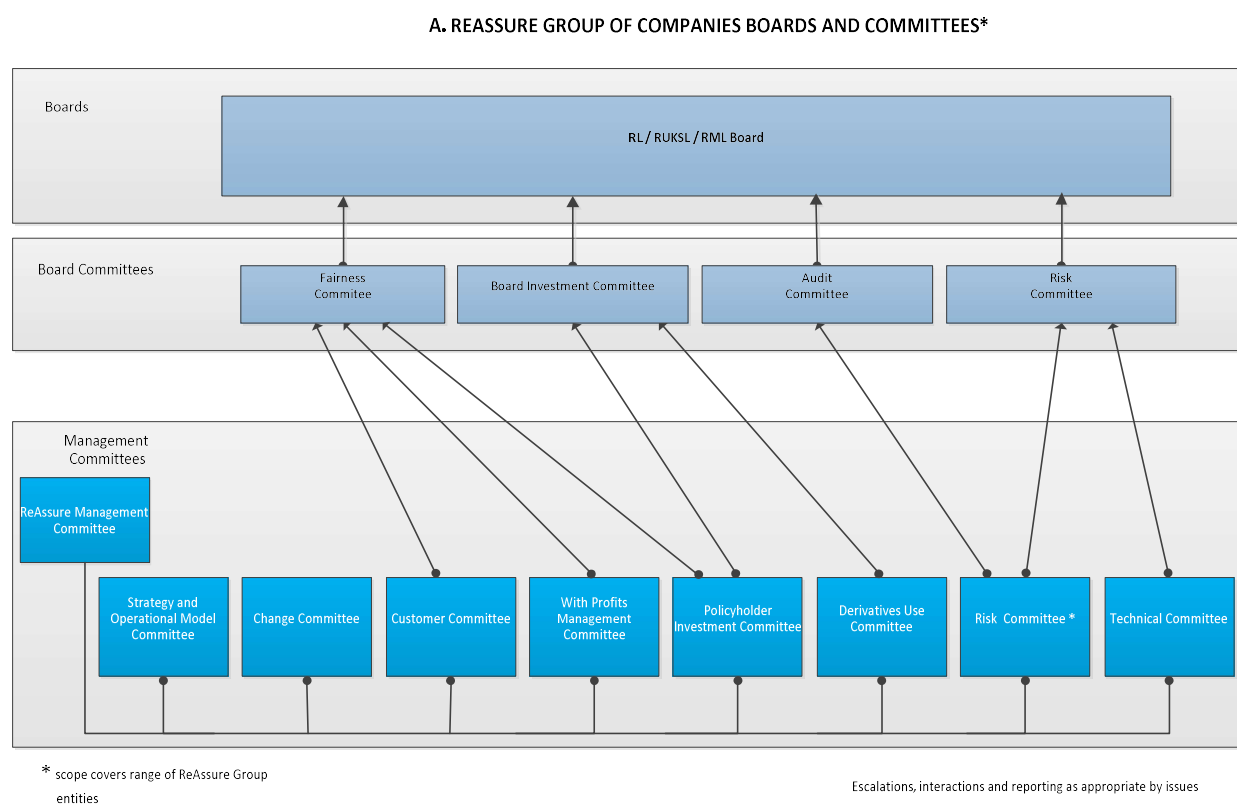 A. REASSURE GROUP OF COMPANIES BOARDS AND COMMITTEES*
Boards
RL / RUKSL / RML Board
Board Committees
Fairness
Commitee
Board Investment Committee
Audit
Committee
Risk
Committee
Management
Committees
ReAssure Management
Committee
Strategy and
Operational Model
Committee
Change Committee
Customer Committee
With Profits
Management
Committee
Policyholder
Investment Committee
Derivatives Use
Committee
Risk Committee *
Technical Committee
* scope covers range of ReAssure Group
entities
Escalations, interactions and reporting as appropriate by issues